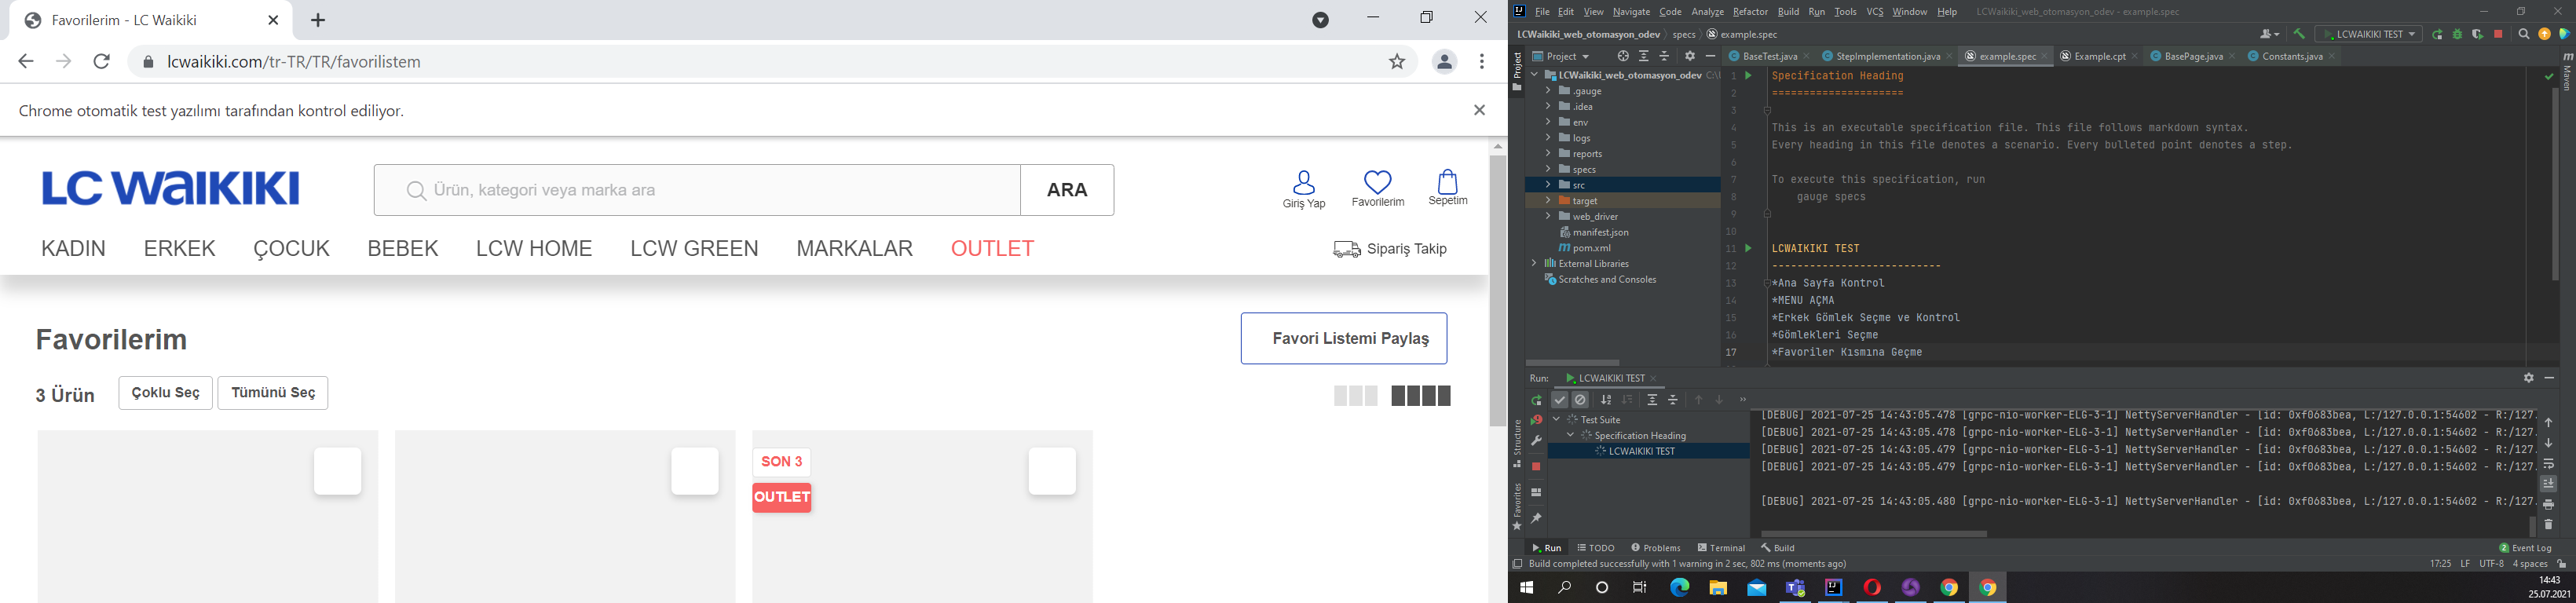 Favorilerim - LC Waikiki
lcwaikiki.com/tr-TR/TR/favorilistem
Chrome otomatik test yazılımı tarafından kontrol ediliyor.
LC WAIKIKI
Ürün, kategori veya marka ara
ARA
Giriş Yap
Favorilerim
Sepetim
KADIN ERKEK ÇOCUK BEBEK LCW HOME LCW GREEN MARKALAR OUTLET
Sipariş Takip
Favorilerim
Favori Listemi Paylaş
3 Ürün
Çoklu Seç
Tümünü Seç
SON 3
OUTLET
File Edit View Navigate Code Analyze Refactor Build Run Tools VCS Window Help LCWaikiki_web_otomasyon_odev - example.spec
LCWaikiki_web_otomasyon_odev specs example.spec
LCWAIKIKI TEST
Project
BaseTest.java StepImplementation.java example.spec Example.cpt BasePage.java Constants.java
Project
Maven
LCWaikiki_web_otomasyon_odev
.gauge
.idea
env
logs
reports
specs
src
target
web_driver
manifest.json
pom.xml
External Libraries
Scratches and Consoles
1 Specification Heading
2 =====================
3
4 This is an executable specification file. This file follows markdown syntax.
5 Every heading in this file denotes a scenario. Every bulleted point denotes a step.
6
7 To execute this specification, run
8 gauge specs
9
10
11 LCWAIKIKI TEST
12 ---------------------------
13 *Ana Sayfa Kontrol
14 *MENU AÇMA
15 *Erkek Gömlek Seçme ve Kontrol
16 *Gömlekleri Seçme
17 *Favoriler Kısmına Geçme
Run: LCWAIKIKI TEST
Test Suite
Specification Heading
LCWAIKIKI TEST
[DEBUG] 2021-07-25 14:43:05.478 [grpc-nio-worker-ELG-3-1] NettyServerHandler - [id: 0xf0683bea, L:/127.0.0.1:54602 - R:/127.
[DEBUG] 2021-07-25 14:43:05.478 [grpc-nio-worker-ELG-3-1] NettyServerHandler - [id: 0xf0683bea, L:/127.0.0.1:54602 - R:/127.
[DEBUG] 2021-07-25 14:43:05.479 [grpc-nio-worker-ELG-3-1] NettyServerHandler - [id: 0xf0683bea, L:/127.0.0.1:54602 - R:/127.
[DEBUG] 2021-07-25 14:43:05.479 [grpc-nio-worker-ELG-3-1] NettyServerHandler - [id: 0xf0683bea, L:/127.0.0.1:54602 - R:/127.
[DEBUG] 2021-07-25 14:43:05.480 [grpc-nio-worker-ELG-3-1] NettyServerHandler - [id: 0xf0683bea, L:/127.0.0.1:54602 - R:/127.
Structure
Favorites
Run TODO Problems Terminal Build
2 Event Log
Build completed successfully with 1 warning in 2 sec, 802 ms (moments ago)
17:25 LF UTF-8 4 spaces
14:43
25.07.2021